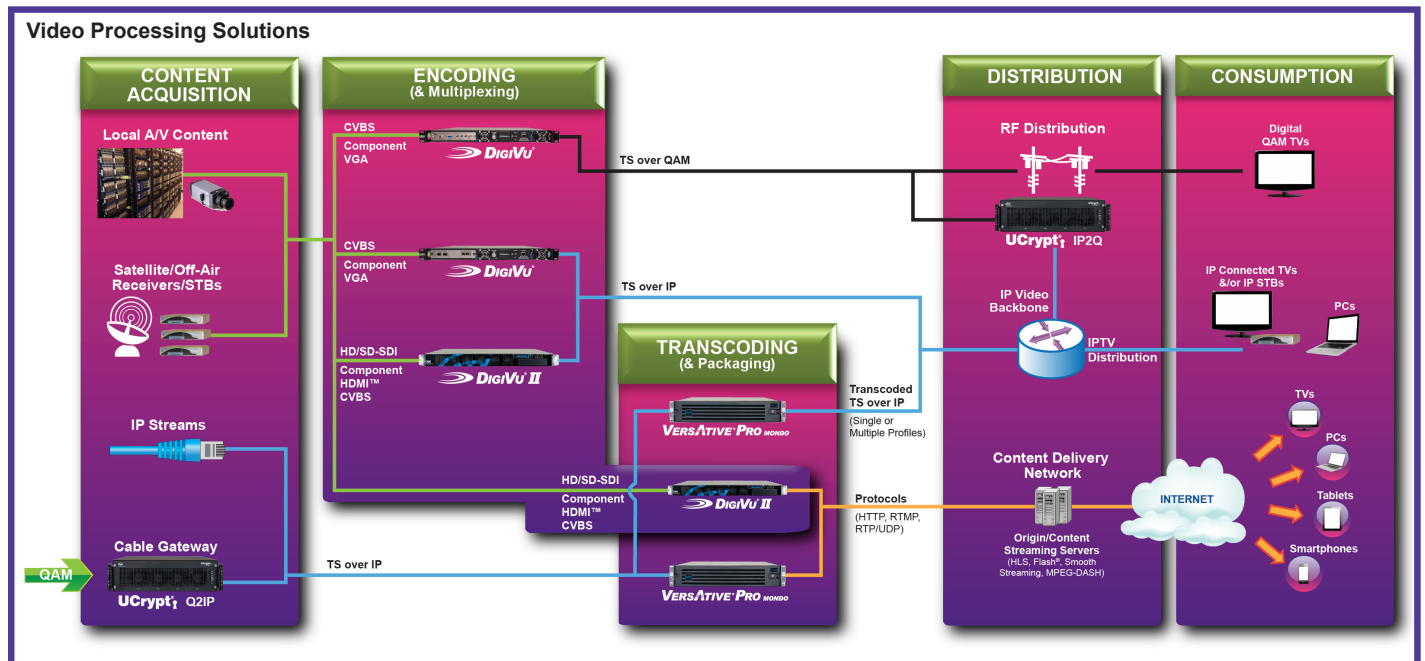 Video Processing Solutions
CONTENT
ACQUISITION
Local A/V Content
Satellite/Off-Air
Receivers/STBs
IP Streams
Cable Gateway
QAM
UCrypt Q2IP
ENCODING
(& Multiplexing)
CVBS
Component
VGA
DIGIVU
CVBS
Component
VGA
DIGIVU
HD/SD-SDI
Component
HDMI™
CVBS
DIGIVU II
HD/SD-SDI
Component
HDMI™
CVBS
DIGIVU II
TS over QAM
TS over IP
TS over IP
TRANSCODING
(& Packaging)
VERSATIVE PRO MONDO
VERSATIVE PRO MONDO
Transcoded
TS over IP
(Single or
Multiple Profiles)
Protocols
(HTTP, RTMP,
RTP/UDP)
DISTRIBUTION
RF Distribution
UCrypt IP2Q
IP Video
Backbone
IPTV
Distribution
Content Delivery
Network
Origin/Content
Streaming Servers
(HLS, Flash®, Smooth
Streaming, MPEG-DASH)
INTERNET
CONSUMPTION
Digital
QAM TVs
IP Connected TVs
&/or IP STBs
PCs
TVs
PCs
Tablets
Smartphones